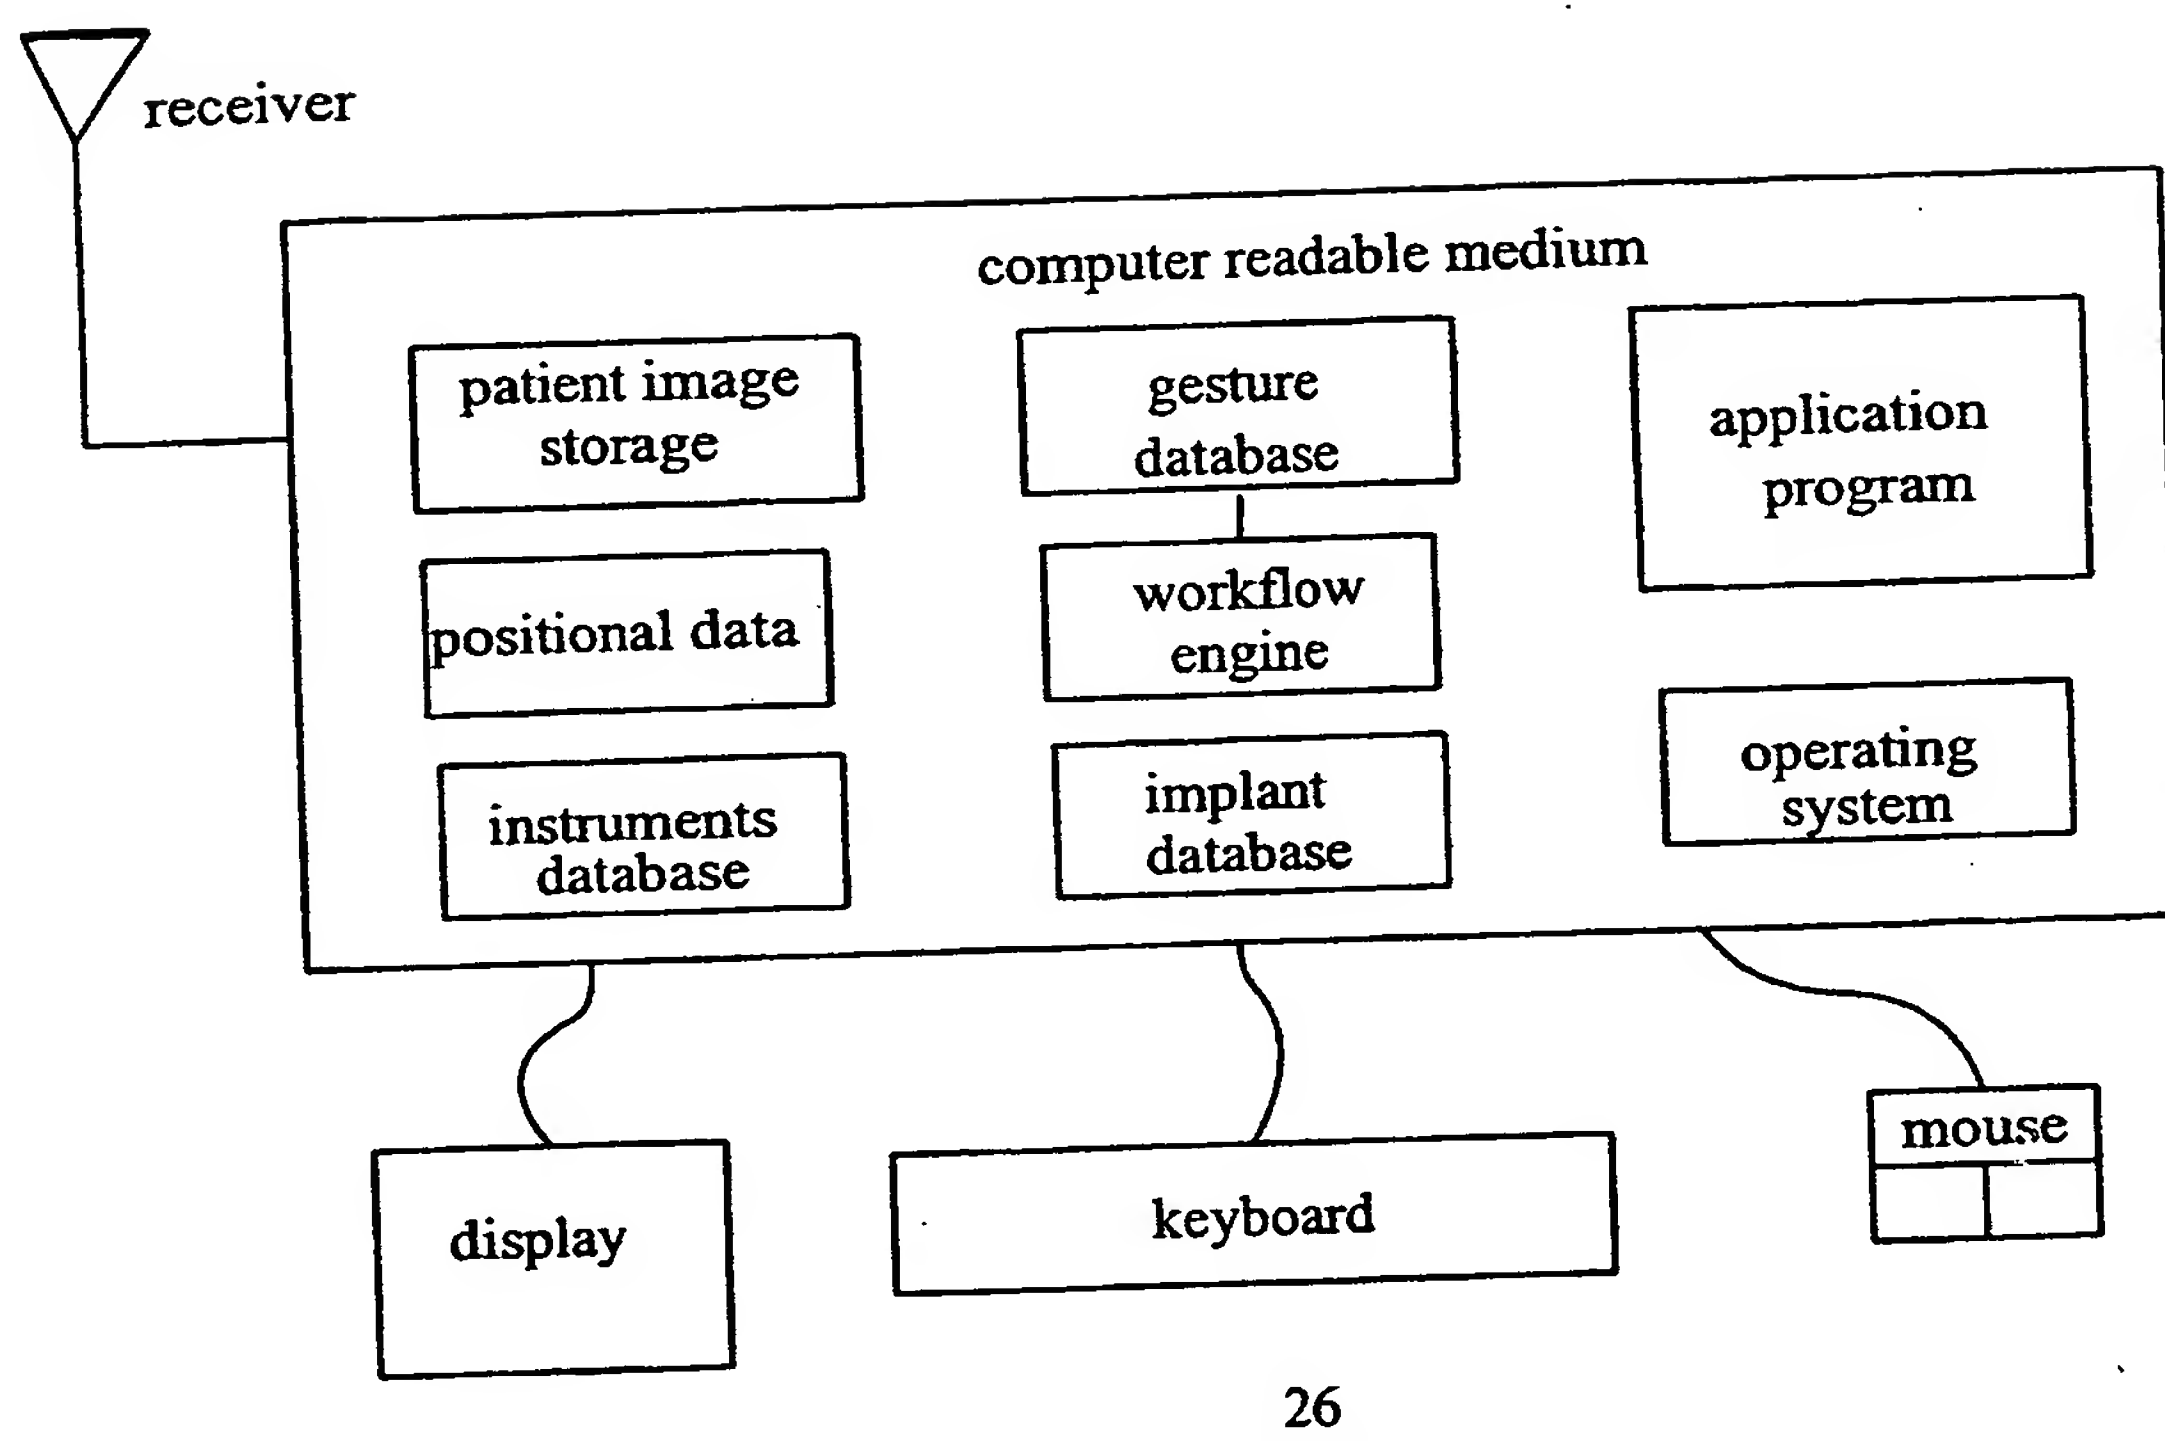 receiver
computer readable medium
patient image
storage
gesture
database
application
program
positional data
workflow
engine
instruments
database
implant
database
operating
system
display
keyboard
mouse
26